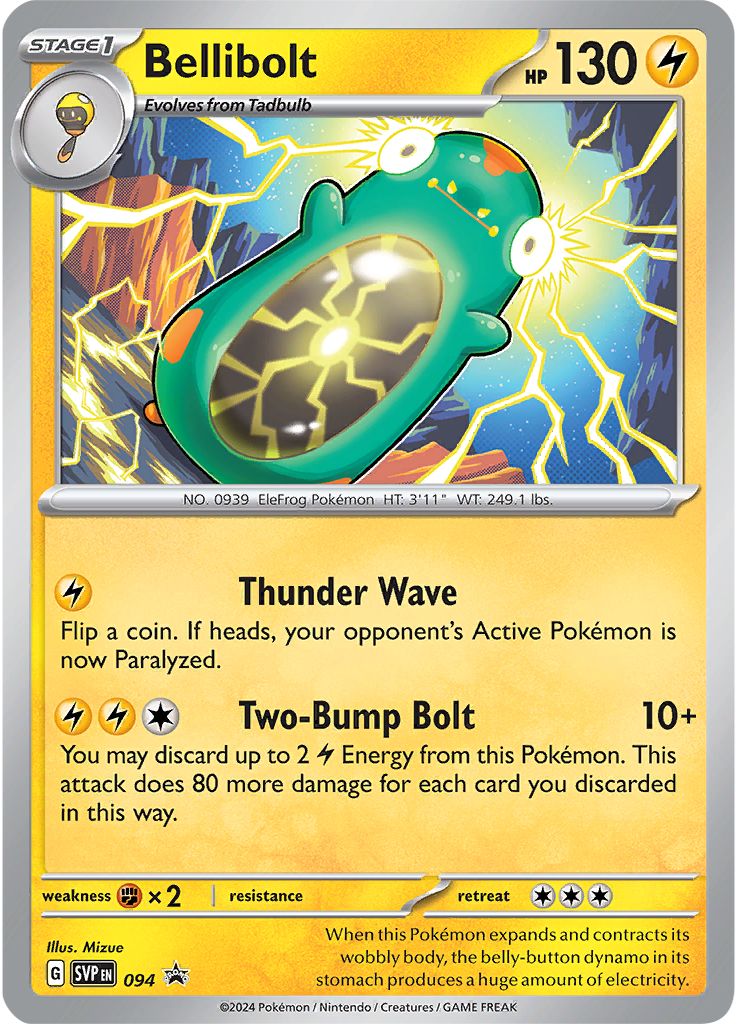 STAGE1
Bellibolt
HP 130
Evolves from Tadbulb
NO. 0939 EleFrog Pokémon HT: 3'11" WT: 249.1 lbs.
Thunder Wave
Flip a coin. If heads, your opponent's Active Pokémon is
now Paralyzed.
Two-Bump Bolt 10+
You may discard up to 2 Energy from this Pokémon. This
attack does 80 more damage for each card you discarded
in this way.
weakness ×2 resistance retreat
Illus. Mizue
G SVP EN 094
When this Pokémon expands and contracts its
wobbly body, the belly-button dynamo in its
stomach produces a huge amount of electricity.
©2024 Pokémon / Nintendo / Creatures / GAME FREAK